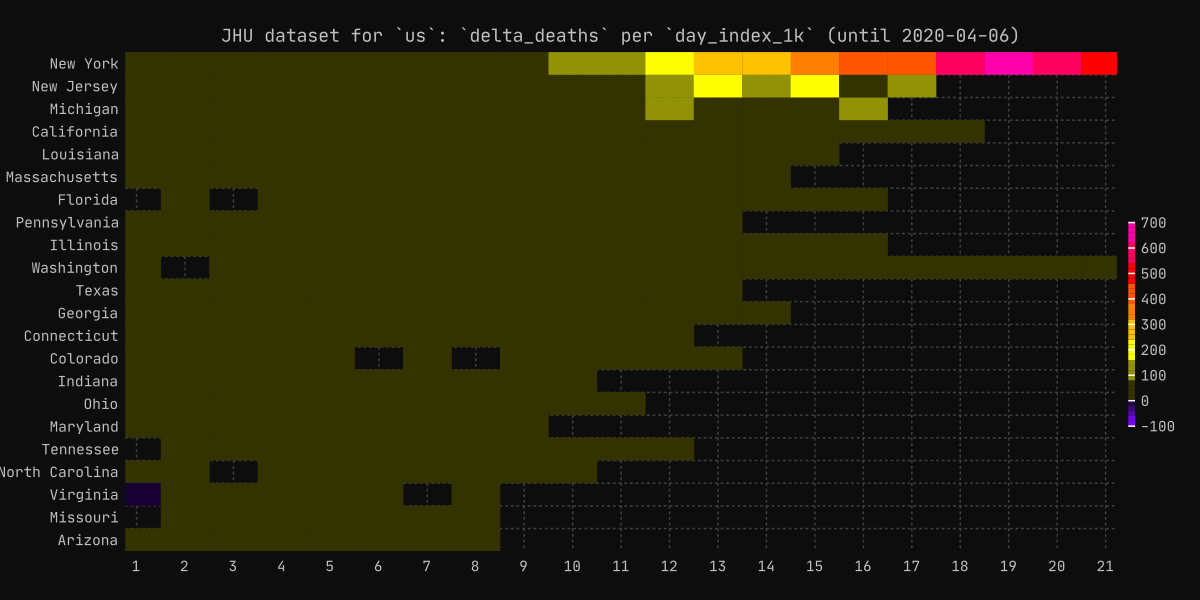 JHU dataset for `us`: `delta_deaths` per `day_index_1k` (until 2020-04-06)
New York
New Jersey
Michigan
California
Louisiana
Massachusetts
Florida
Pennsylvania
Illinois
Washington
Texas
Georgia
Connecticut
Colorado
Indiana
Ohio
Maryland
Tennessee
North Carolina
Virginia
Missouri
Arizona
1 2 3 4 5 6 7 8 9 10 11 12 13 14 15 16 17 18 19 20 21
700
600
500
400
300
200
100
0
-100